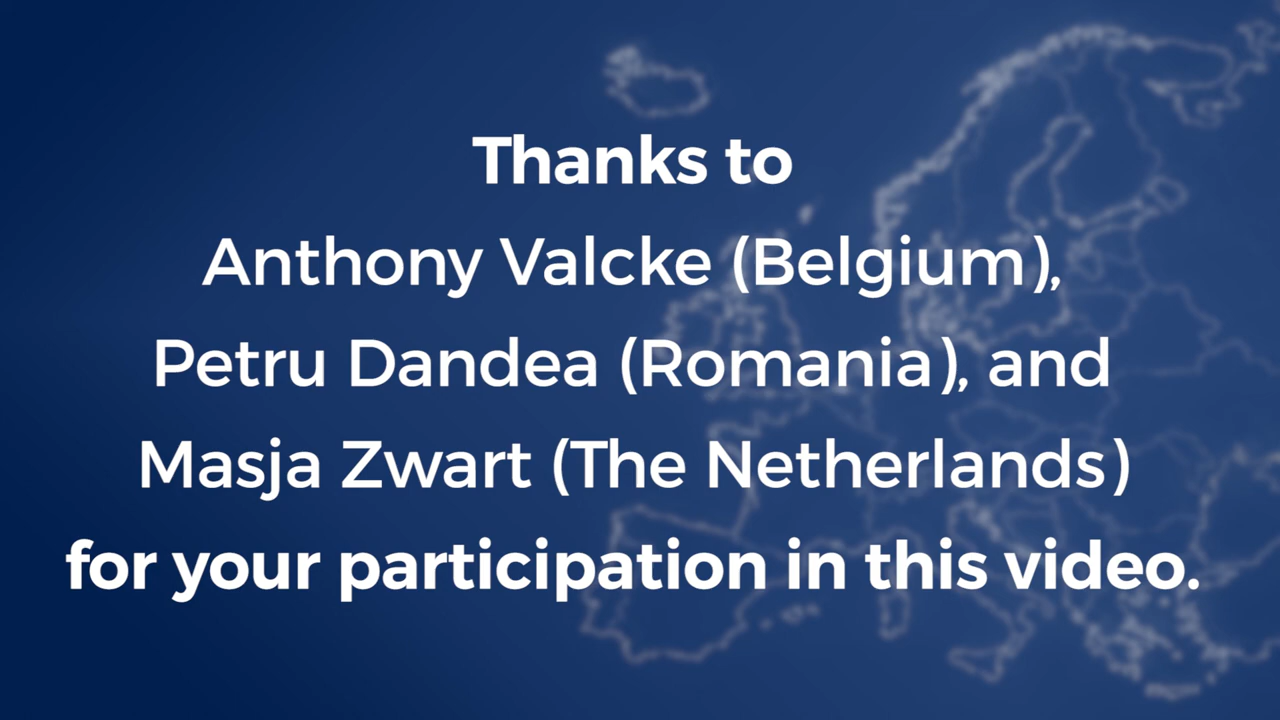 Thanks to
Anthony Valcke (Belgium),
Petru Dandea (Romania), and
Masja Zwart (The Netherlands)
for your participation in this video.